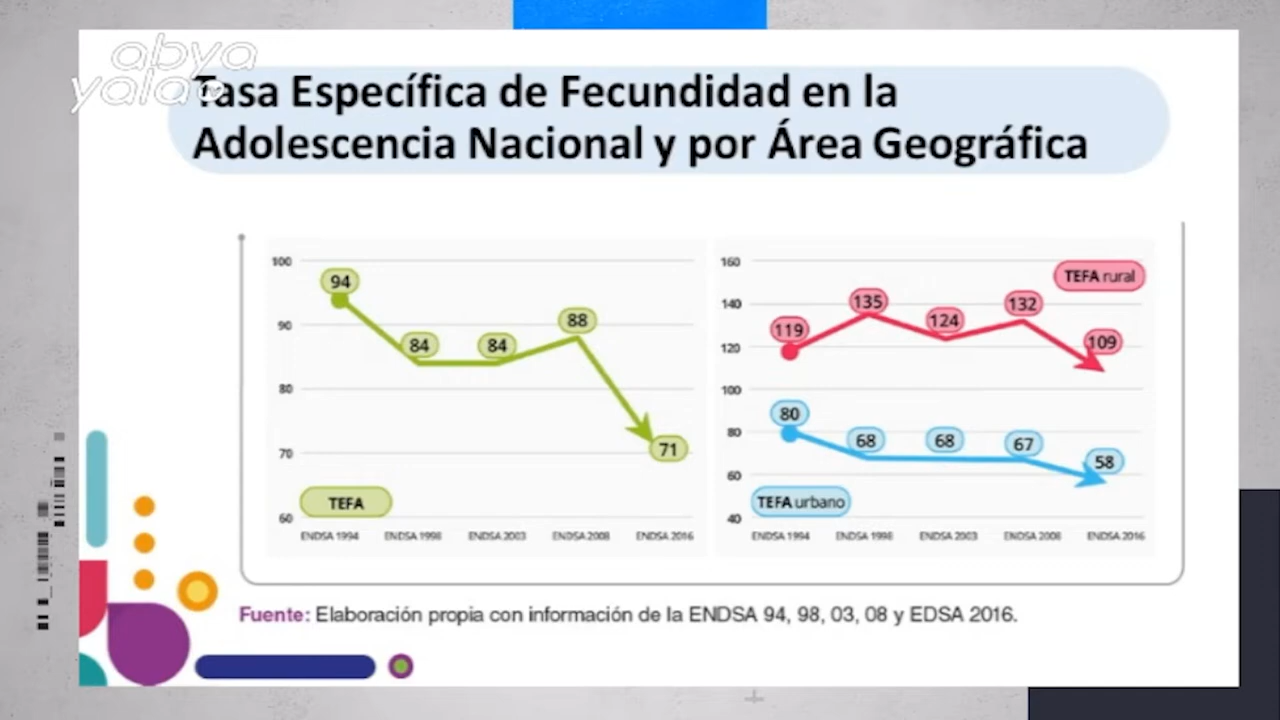 abya
yala
Tasa Específica de Fecundidad en la
Adolescencia Nacional y por Área Geográfica
100
90
80
70
60
94
84
84
88
71
TEFA
ENDSA 1994
ENDSA 1998
ENDSA 2003
ENDSA 2008
ENDSA 2016
160
140
120
100
80
60
40
TEFA rural
119
135
124
132
109
80
68
68
67
58
TEFA urbano
ENDSA 1994
ENDSA 1998
ENDSA 2003
ENDSA 2008
ENDSA 2016
Fuente: Elaboración propia con información de la ENDSA 94, 98, 03, 08 y EDSA 2016.